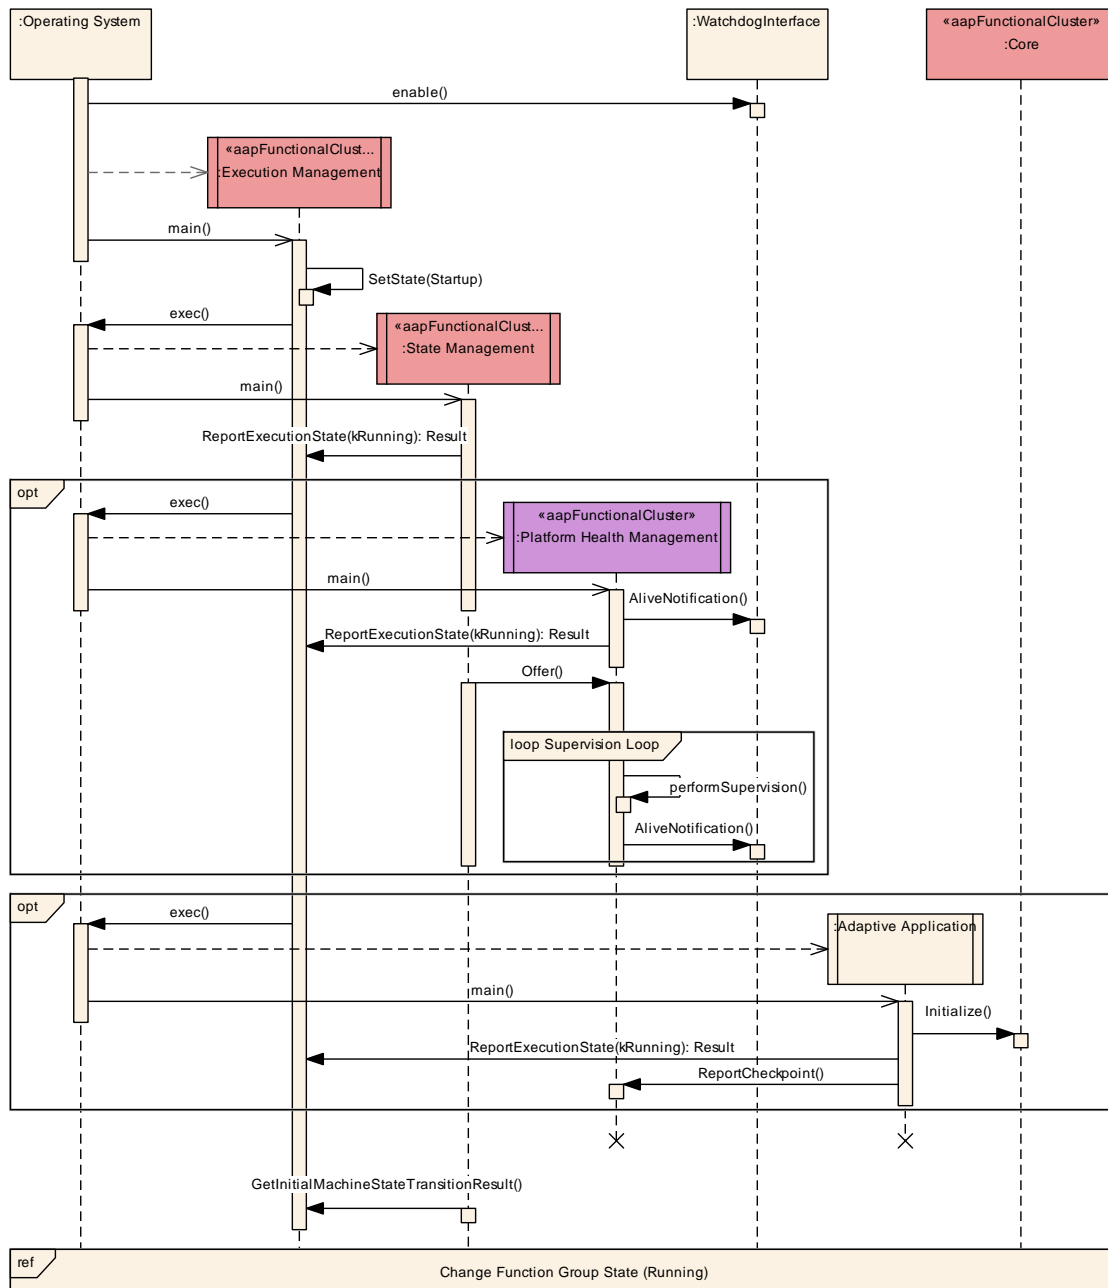 :Operating System
:WatchdogInterface
«aapFunctionalCluster»
:Core
enable()
«aapFunctionalClust...
:Execution Management
main()
SetState(Startup)
exec()
«aapFunctionalClust...
:State Management
main()
ReportExecutionState(kRunning): Result
opt
exec()
«aapFunctionalCluster»
:Platform Health Management
main()
AliveNotification()
ReportExecutionState(kRunning): Result
Offer()
loop Supervision Loop
performSupervision()
AliveNotification()
opt
exec()
:Adaptive Application
main()
Initialize()
ReportExecutionState(kRunning): Result
ReportCheckpoint()
GetInitialMachineStateTransitionResult()
ref
Change Function Group State (Running)